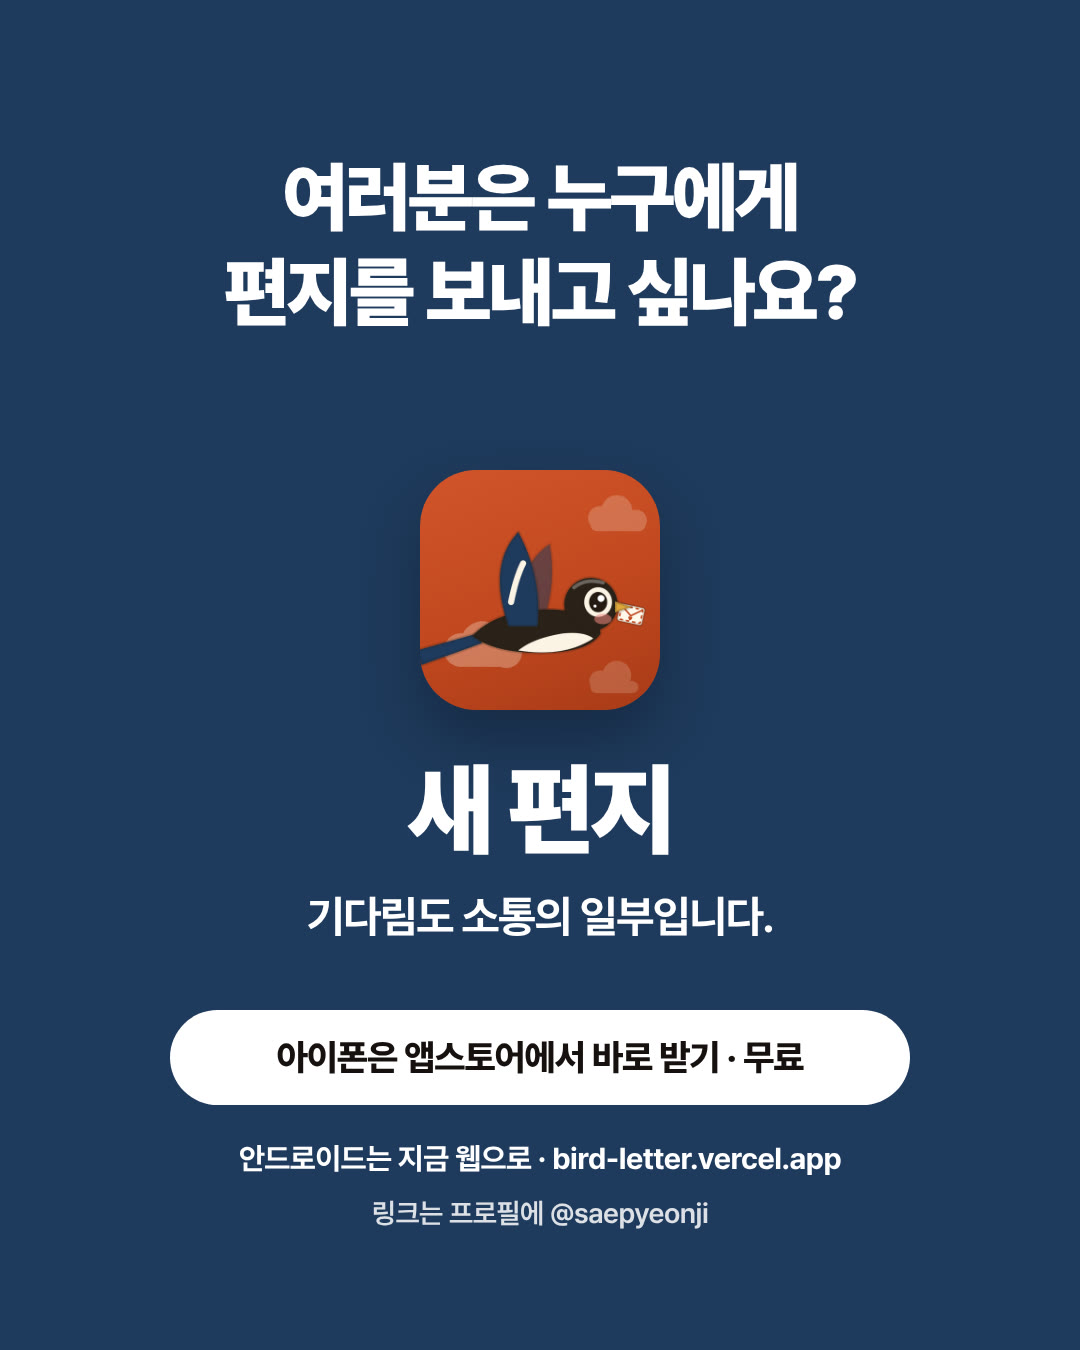 여러분은 누구에게
편지를 보내고 싶나요?
새 편지
기다림도 소통의 일부입니다.
아이폰은 앱스토어에서 바로 받기 · 무료
안드로이드는 지금 웹으로 · bird-letter.vercel.app
링크는 프로필에 @saepyeonji